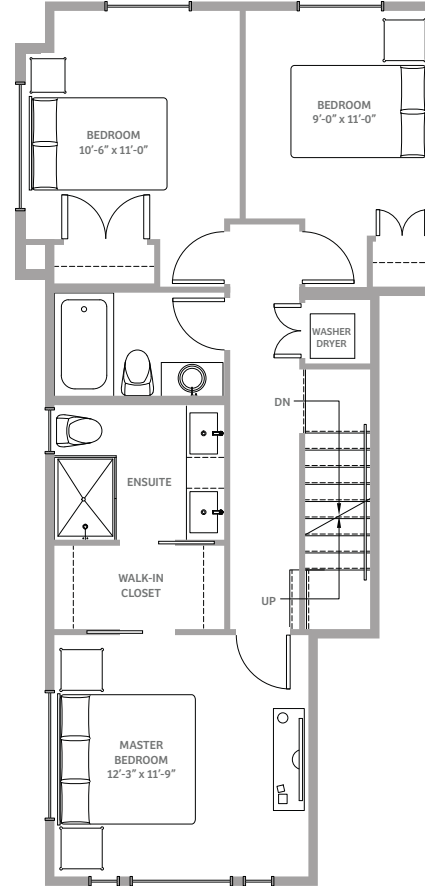 BEDROOM
10'-6" x 11'-0"
BEDROOM
9'-0" x 11'-0"
WASHER
DRYER
DN
ENSUITE
WALK-IN
CLOSET
UP
MASTER
BEDROOM
12'-3" x 11'-9"